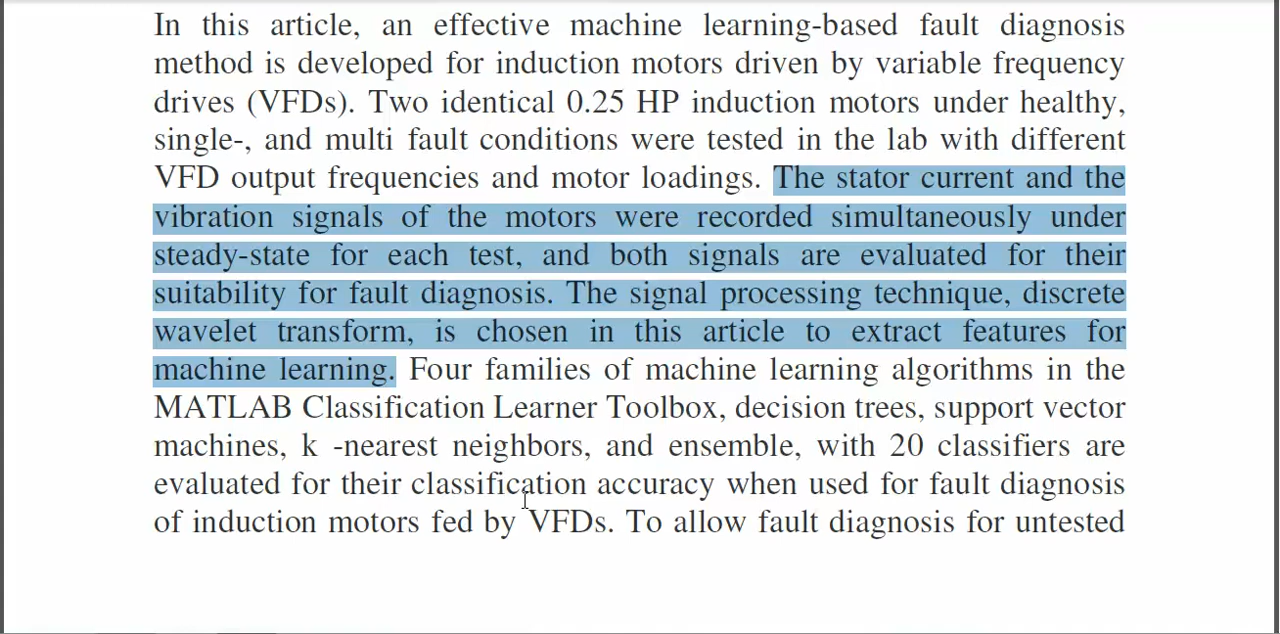 In this article, an effective machine learning-based fault diagnosis
method is developed for induction motors driven by variable frequency
drives (VFDs). Two identical 0.25 HP induction motors under healthy,
single-, and multi fault conditions were tested in the lab with different
VFD output frequencies and motor loadings. The stator current and the
vibration signals of the motors were recorded simultaneously under
steady-state for each test, and both signals are evaluated for their
suitability for fault diagnosis. The signal processing technique, discrete
wavelet transform, is chosen in this article to extract features for
machine learning. Four families of machine learning algorithms in the
MATLAB Classification Learner Toolbox, decision trees, support vector
machines, k -nearest neighbors, and ensemble, with 20 classifiers are
evaluated for their classification accuracy when used for fault diagnosis
of induction motors fed by VFDs. To allow fault diagnosis for untested